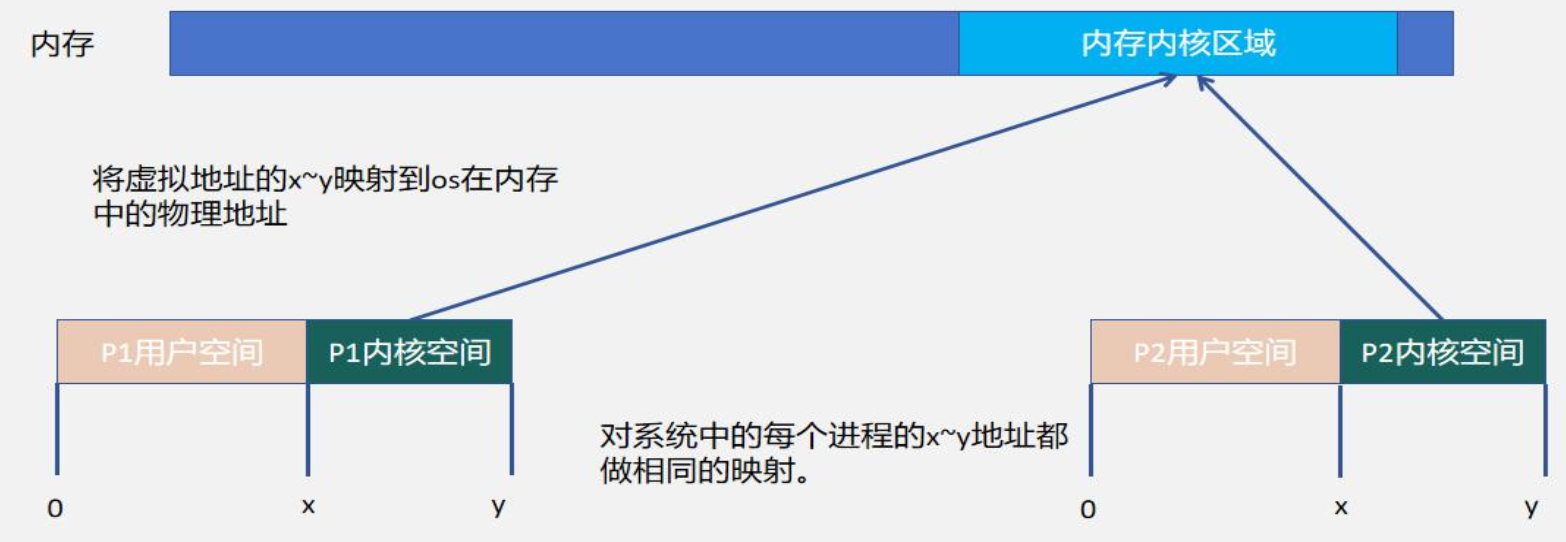 内存
内存内核区域
将虚拟地址的x~y映射到os在内存
中的物理地址
P1用户空间
P1内核空间
P2用户空间
P2内核空间
对系统中的每个进程的x~y地址都
做相同的映射。
0
x
y
0
x
y